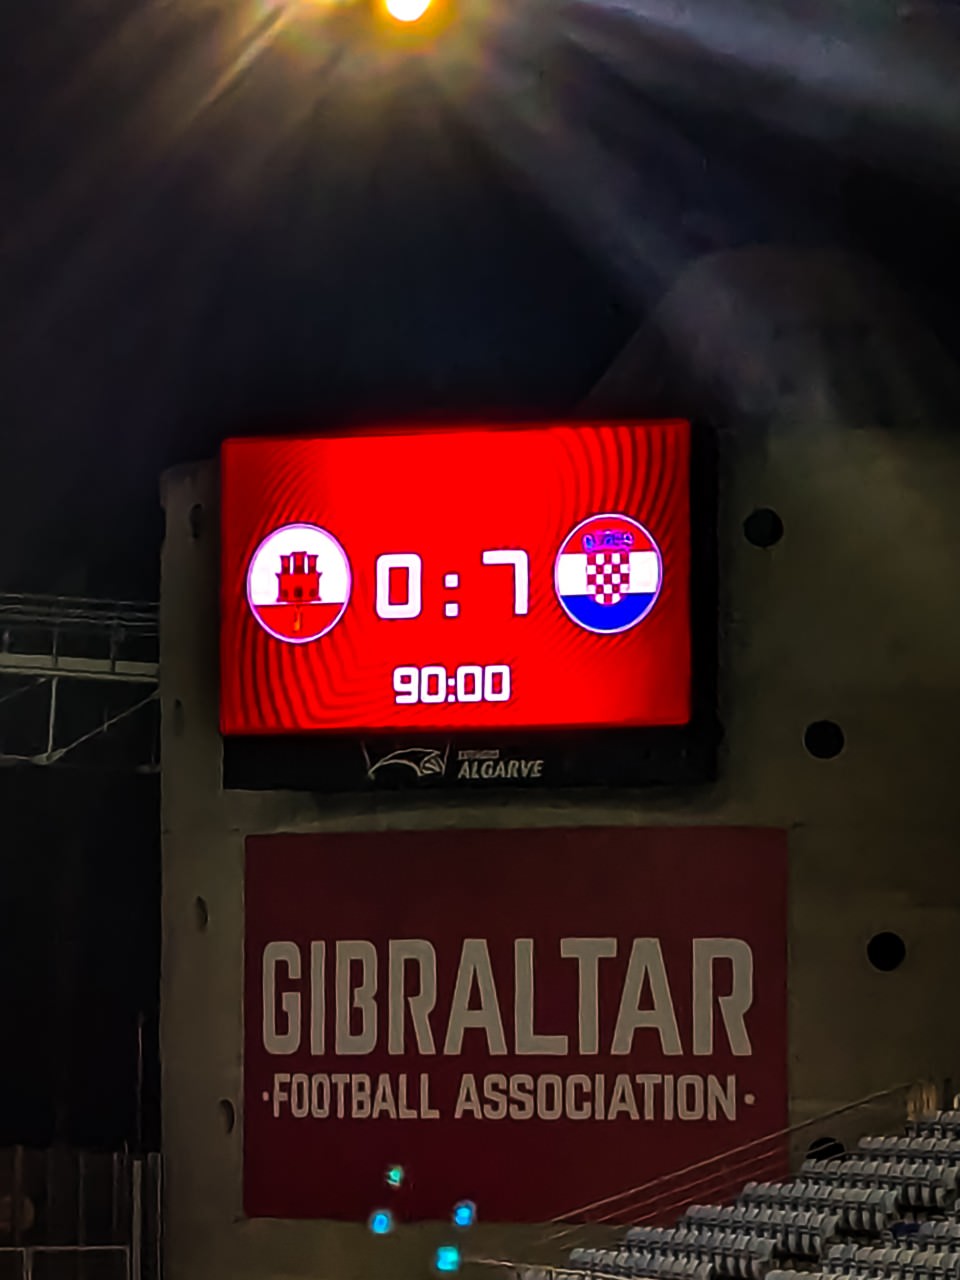 0 : 7
90:00
ALGARVE
GIBRALTAR
·FOOTBALL ASSOCIATION·